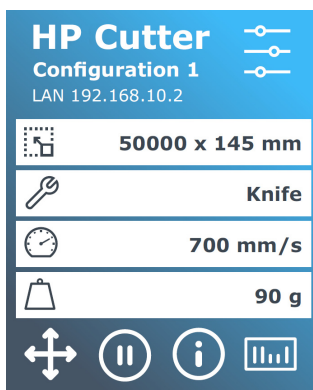 HP Cutter
Configuration 1
LAN 192.168.10.2
50000 x 145 mm
Knife
700 mm/s
90 g